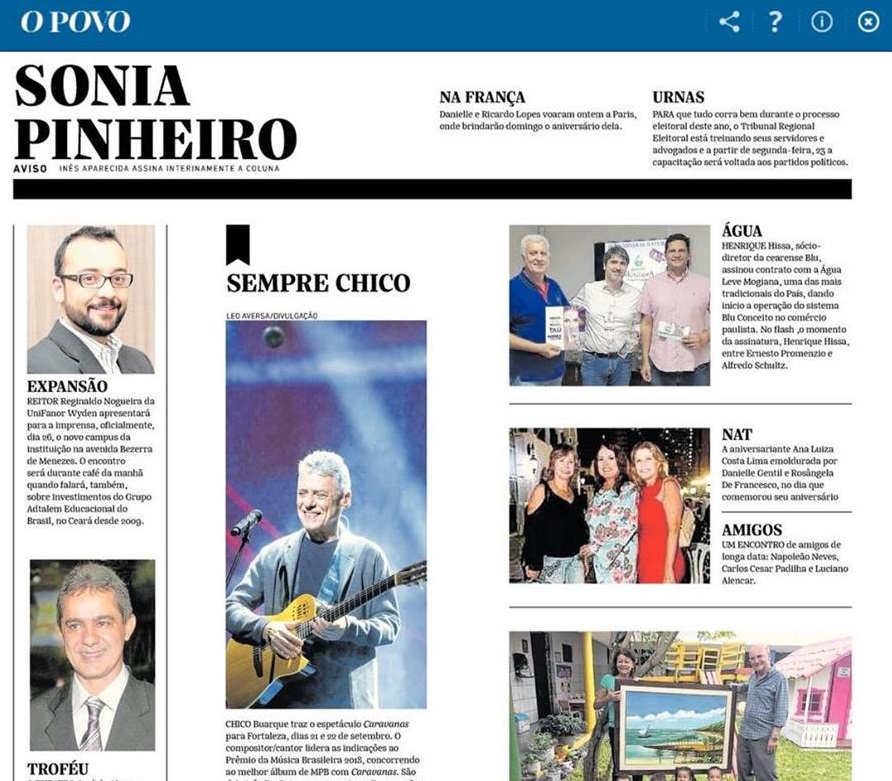 O POVO
SONIA
PINHEIRO
AVISO INÊS APARECIDA ASSINA INTERINAMENTE A COLUNA
NA FRANÇA
Danielle e Ricardo Lopes voaram ontem a Paris,
onde brindarão domingo o aniversário dela.
URNAS
PARA que tudo corra bem durante o processo
eleitoral deste ano, o Tribunal Regional
Eleitoral está treinando seus servidores e
advogados e a partir de segunda-feira, 23 a
capacitação será voltada aos partidos políticos.
EXPANSÃO
REITOR Reginaldo Nogueira da
UniFanor Wyden apresentará
para a imprensa, oficialmente,
dia 26, o novo campus da
instituição na avenida Bezerra
de Menezes. O encontro
será durante café da manhã
quando falará, também,
sobre investimentos do Grupo
Adtalem Educacional do
Brasil, no Ceará desde 2009.
TROFÉU
SEMPRE CHICO
LEO AVERSA/DIVULGAÇÃO
CHICO Buarque traz o espetáculo Caravanas
para Fortaleza, dias 21 e 22 de setembro. O
compositor/cantor lidera as indicações ao
Prêmio da Música Brasileira 2018, concorrendo
ao melhor álbum de MPB com Caravanas. São
ÁGUA
HENRIQUE Hissa, sócio-
diretor da cearense Blu,
assinou contrato com a Água
Leve Mogiana, uma das mais
tradicionais do País, dando
início a operação do sistema
Blu Conceito no comércio
paulista. No flash ,o momento
da assinatura, Henrique Hissa,
entre Ernesto Promenzio e
Alfredo Schultz.
NAT
A aniversariante Ana Luiza
Costa Lima emoldurada por
Danielle Gentil e Rosângela
De Francesco, no dia que
comemorou seu aniversário
AMIGOS
UM ENCONTRO de amigos de
longa data: Napoleão Neves,
Carlos Cesar Padilha e Luciano
Alencar.